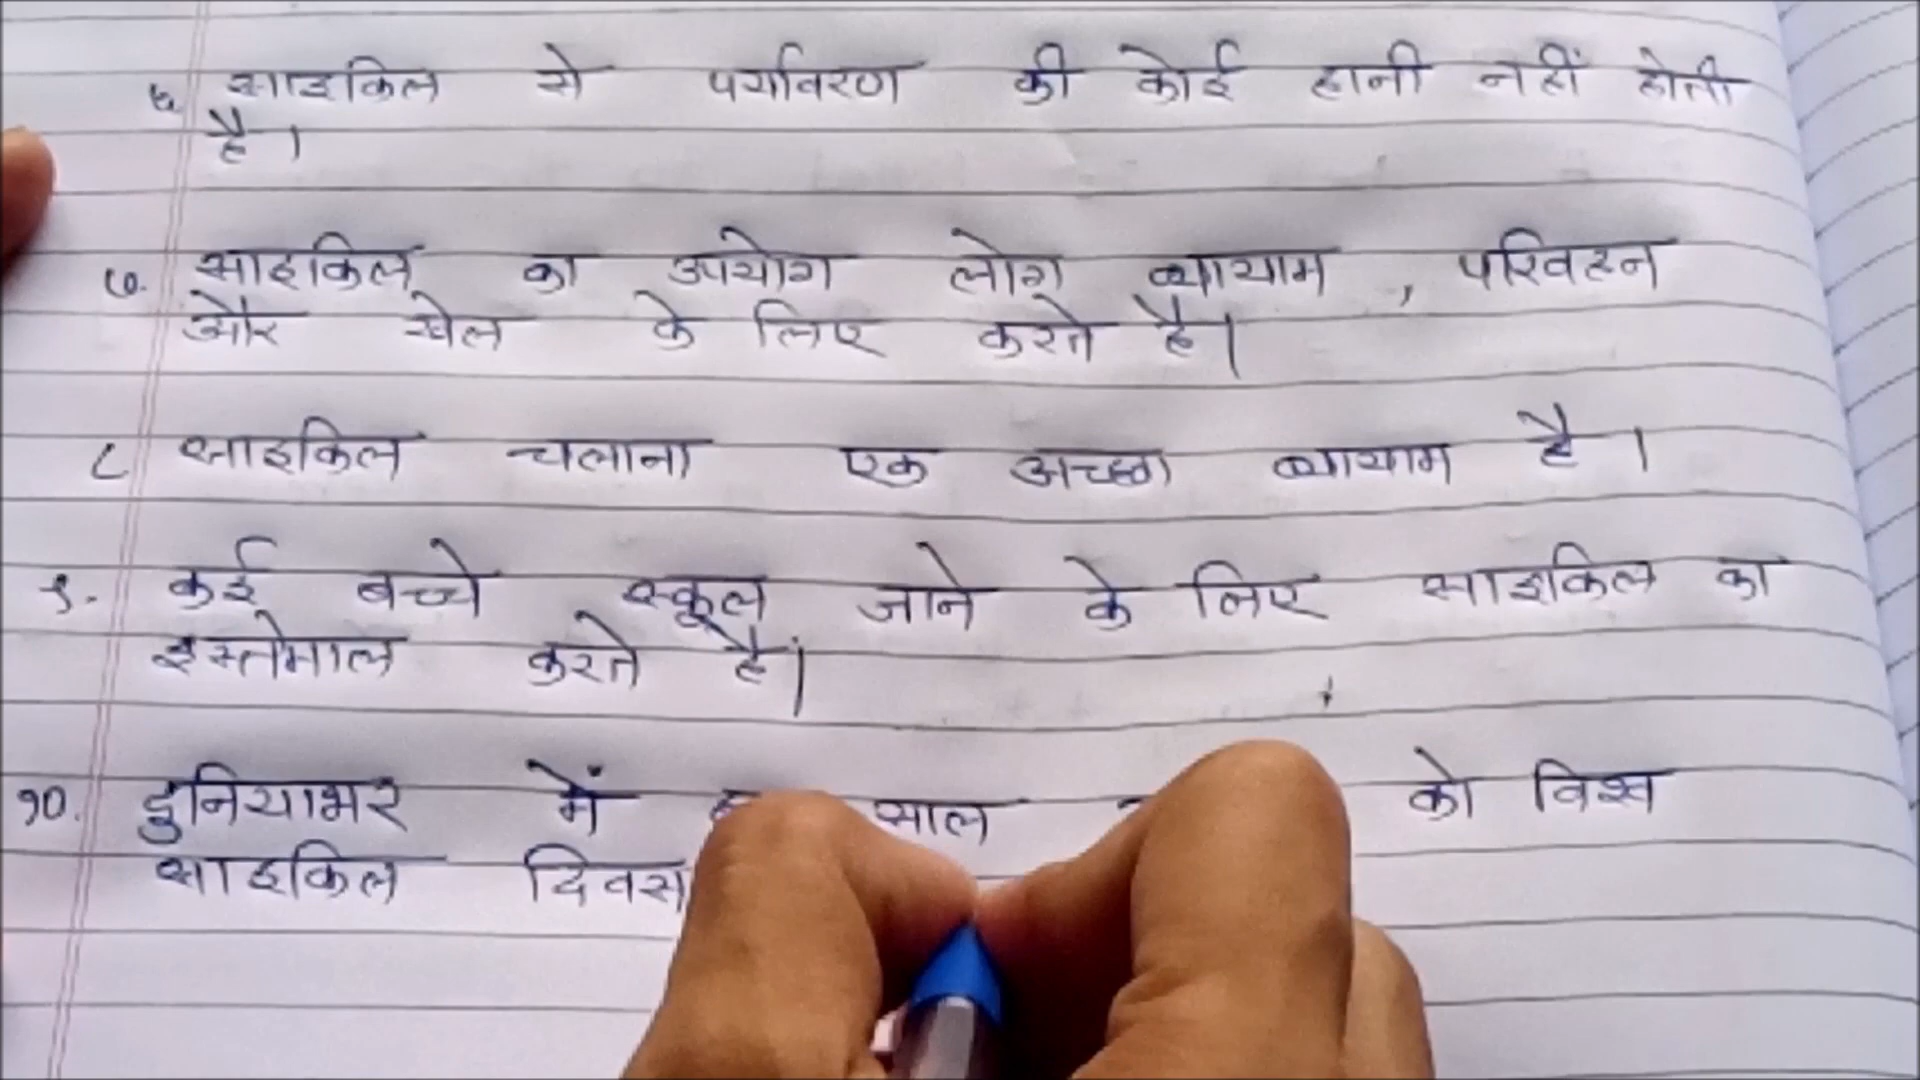 ६. साइकिल से पर्यावरण की कोई हानी नहीं होती
है।
७. साइकिल का उपयोग लोग व्यायाम, परिवहन
और खेल के लिए करते है।
८ साइकिल चलाना एक अच्छा व्यायाम है।
९. कई बच्चे स्कूल जाने के लिए साइकिल का
इस्तेमाल करते है।
१०. दुनियाभर में साल को विश्व
साइकिल दिवस